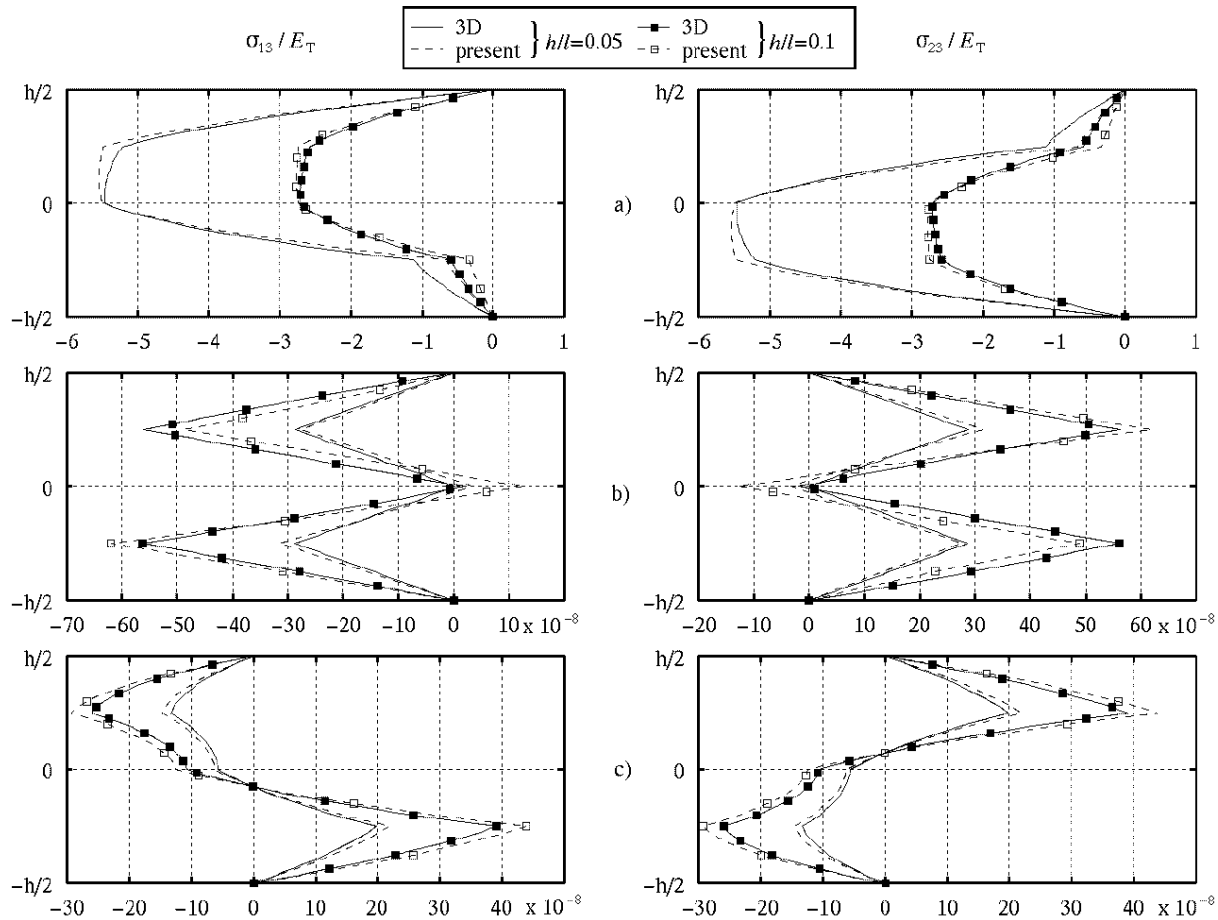 σ13 / ET
3D
present
} h/l=0.05
3D
present
} h/l=0.1
σ23 / ET
h/2
0
−h/2
−6 −5 −4 −3 −2 −1 0 1
a)
h/2
0
−h/2
−6 −5 −4 −3 −2 −1 0 1
h/2
0
−h/2
−70 −60 −50 −40 −30 −20 −10 0 10 x 10−8
b)
h/2
0
−h/2
−20 −10 0 10 20 30 40 50 60 x 10−8
h/2
0
−h/2
−30 −20 −10 0 10 20 30 40 x 10−8
c)
h/2
0
−h/2
−30 −20 −10 0 10 20 30 40 x 10−8